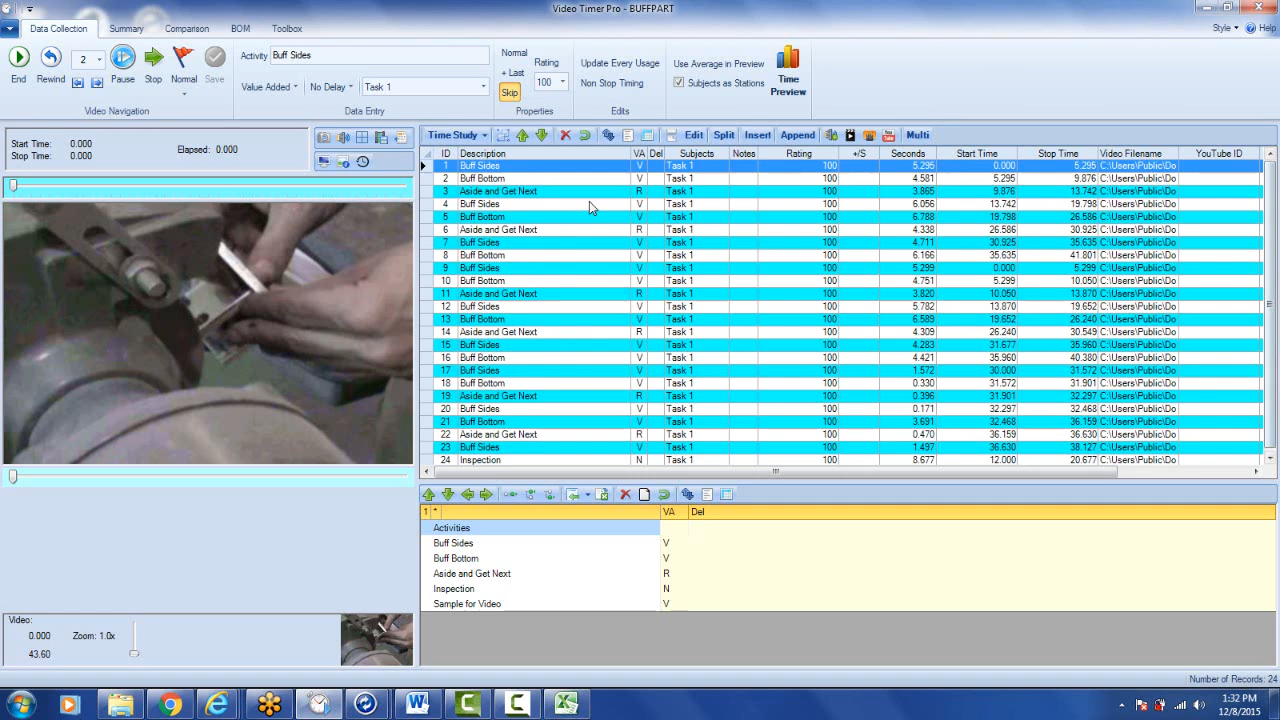 Video Timer Pro - BUFFPART
Data Collection Summary Comparison BOM Toolbox Style Help
End Rewind 2 Pause Stop Normal Save
Video Navigation
Activity Buff Sides
Value Added No Delay Task 1
Data Entry
Normal
+ Last
Skip
Rating
100
Properties
Update Every Usage
Non Stop Timing
Edits
Use Average in Preview
Subjects as Stations
Time
Preview
Start Time: 0.000
Stop Time: 0.000
Elapsed: 0.000
Time Study Edit Split Insert Append You Tube Multi
ID Description VA Del Subjects Notes Rating +/S Seconds Start Time Stop Time Video Filename YouTube ID
1 Buff Sides V Task 1 100 5.295 0.000 5.295 C:\Users\Public\Do
2 Buff Bottom V Task 1 100 4.581 5.295 9.876 C:\Users\Public\Do
3 Aside and Get Next R Task 1 100 3.865 9.876 13.742 C:\Users\Public\Do
4 Buff Sides V Task 1 100 6.056 13.742 19.798 C:\Users\Public\Do
5 Buff Bottom V Task 1 100 6.788 19.798 26.586 C:\Users\Public\Do
6 Aside and Get Next R Task 1 100 4.338 26.586 30.925 C:\Users\Public\Do
7 Buff Sides V Task 1 100 4.711 30.925 35.635 C:\Users\Public\Do
8 Buff Bottom V Task 1 100 6.166 35.635 41.801 C:\Users\Public\Do
9 Buff Sides V Task 1 100 5.299 0.000 5.299 C:\Users\Public\Do
10 Buff Bottom V Task 1 100 4.751 5.299 10.050 C:\Users\Public\Do
11 Aside and Get Next R Task 1 100 3.820 10.050 13.870 C:\Users\Public\Do
12 Buff Sides V Task 1 100 5.782 13.870 19.652 C:\Users\Public\Do
13 Buff Bottom V Task 1 100 6.589 19.652 26.240 C:\Users\Public\Do
14 Aside and Get Next R Task 1 100 4.309 26.240 30.549 C:\Users\Public\Do
15 Buff Sides V Task 1 100 4.283 31.677 35.960 C:\Users\Public\Do
16 Buff Bottom V Task 1 100 4.421 35.960 40.380 C:\Users\Public\Do
17 Buff Sides V Task 1 100 1.572 30.000 31.572 C:\Users\Public\Do
18 Buff Bottom V Task 1 100 0.330 31.572 31.901 C:\Users\Public\Do
19 Aside and Get Next R Task 1 100 0.396 31.901 32.297 C:\Users\Public\Do
20 Buff Sides V Task 1 100 0.171 32.297 32.468 C:\Users\Public\Do
21 Buff Bottom V Task 1 100 3.691 32.468 36.159 C:\Users\Public\Do
22 Aside and Get Next R Task 1 100 0.470 36.159 36.630 C:\Users\Public\Do
23 Buff Sides V Task 1 100 1.497 36.630 38.127 C:\Users\Public\Do
24 Inspection N Task 1 100 8.677 12.000 20.677 C:\Users\Public\Do
1 * VA Del
Activities
Buff Sides V
Buff Bottom V
Aside and Get Next R
Inspection N
Sample for Video V
Video:
0.000 Zoom: 1.0x
43.60
Number of Records: 24
1:32 PM
12/8/2015